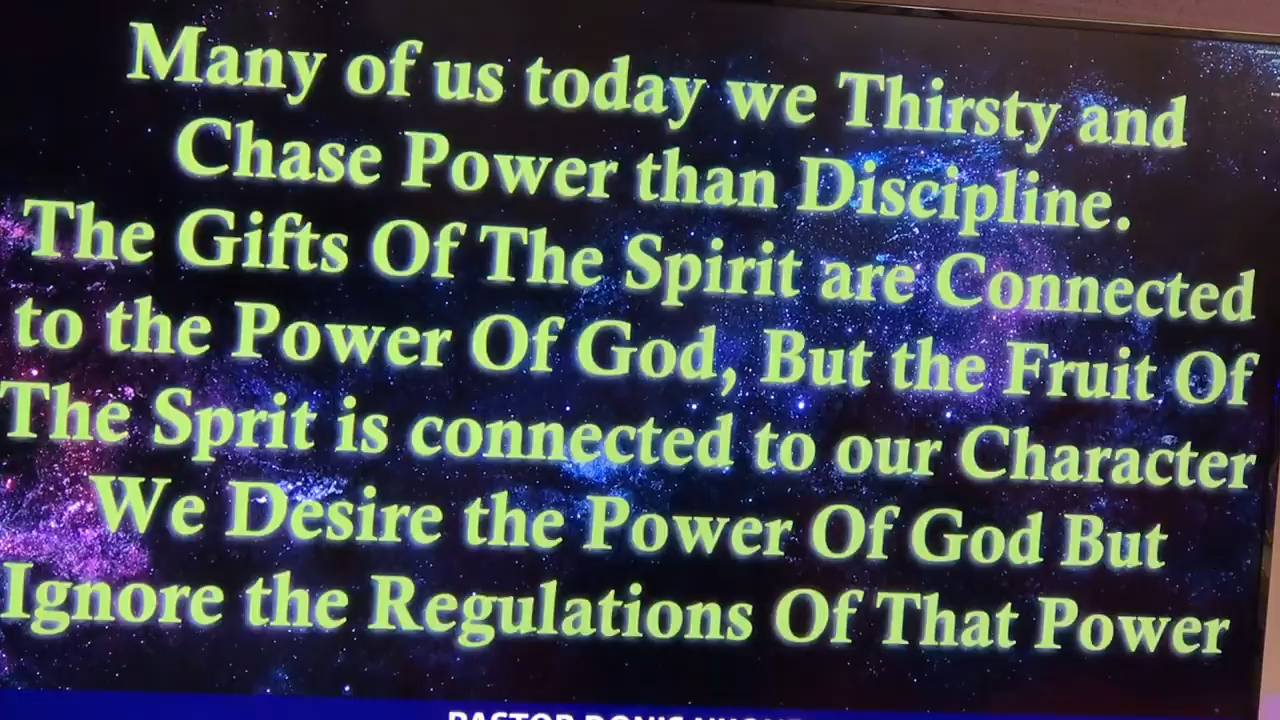 Many of us today we Thirsty and
Chase Power than Discipline.
The Gifts Of The Spirit are Connected
to the Power Of God, But the Fruit Of
The Sprit is connected to our Character
We Desire the Power Of God But
Ignore the Regulations Of That Power
PASTOR